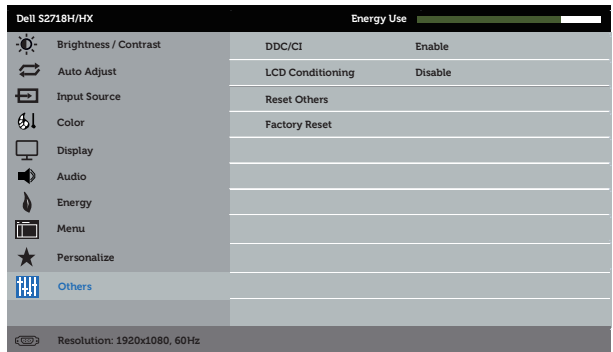 Dell S2718H/HX Energy Use
Brightness / Contrast DDC/CI Enable
Auto Adjust LCD Conditioning Disable
Input Source Reset Others
Color Factory Reset
Display
Audio
Energy
Menu
Personalize
Others
Resolution: 1920x1080, 60Hz